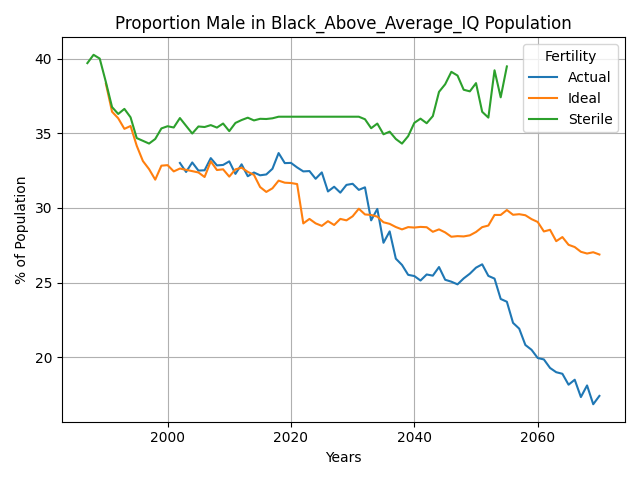 Proportion Male in Black_Above_Average_IQ Population
Fertility
Actual
Ideal
Sterile
% of Population
40
35
30
25
20
2000
2020
2040
2060
Years